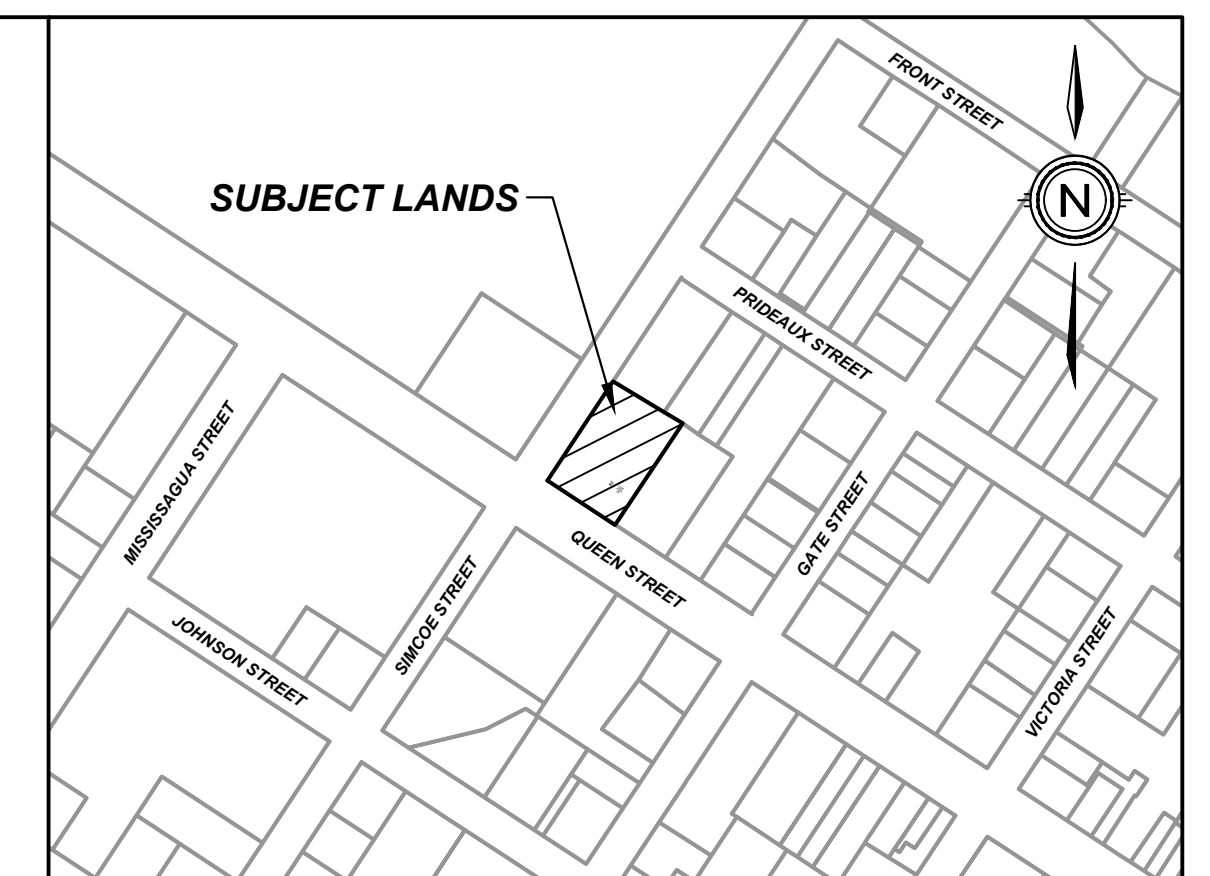 FRONT STREET
SUBJECT LANDS
N
PRIDEAUX STREET
MISSISSAGUA STREET
GATE STREET
QUEEN STREET
SIMCOE STREET
JOHNSON STREET
VICTORIA STREET